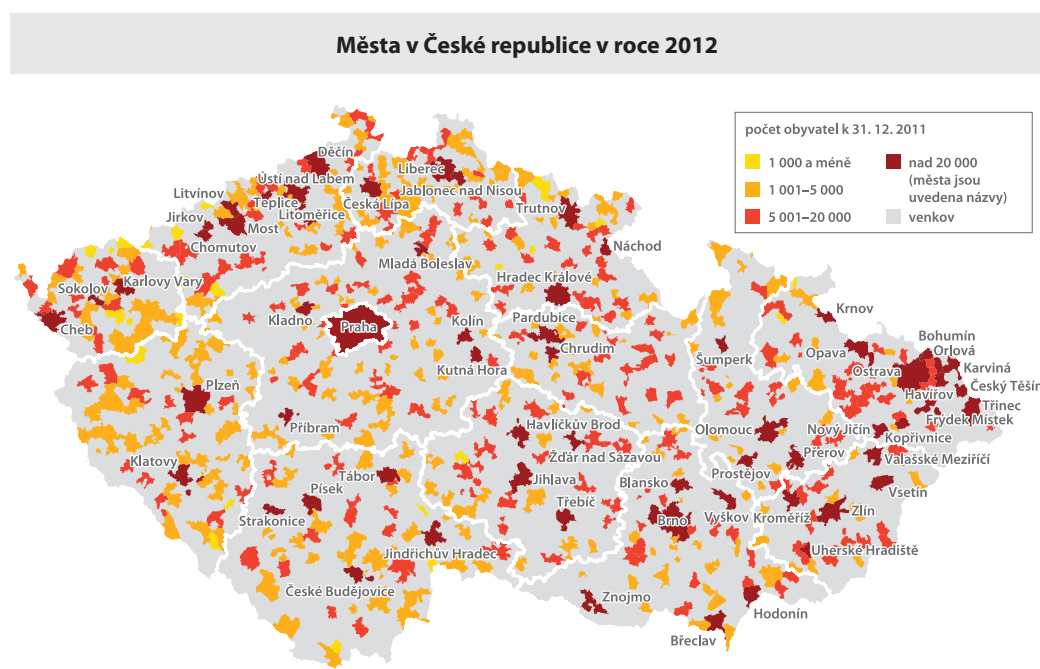 Města v České republice v roce 2012
počet obyvatel k 31. 12. 2011
1 000 a méně
1 001–5 000
5 001–20 000
nad 20 000
(města jsou
uvedena názvy)
venkov
Děčín
Liberec
Ústí nad Labem
Litvínov
Teplice
Jablonec nad Nisou
Česká Lípa
Jirkov
Litoměřice
Trutnov
Most
Chomutov
Náchod
Mladá Boleslav
Hradec Králové
Sokolov
Karlovy Vary
Krnov
Kladno
Praha
Kolín
Pardubice
Cheb
Bohumín
Chrudim
Opava
Orlová
Šumperk
Kutná Hora
Ostrava
Karviná
Plzeň
Český Těšín
Havířov
Třinec
Příbram
Havlíčkův Brod
Olomouc
Nový Jičín
Frýdek Místek
Kopřivnice
Klatovy
Žďár nad Sázavou
Přerov
Valašské Meziříčí
Tábor
Jihlava
Blansko
Prostějov
Písek
Vsetín
Třebíč
Strakonice
Brno
Vyškov
Kroměříž
Zlín
Jindřichův Hradec
Uherské Hradiště
České Budějovice
Znojmo
Hodonín
Břeclav